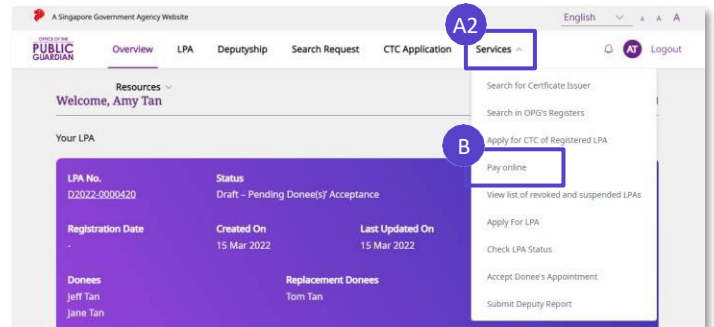 A Singapore Government Agency Website
English
A A A
A2
OFFICE OF THE
PUBLIC
GUARDIAN
Overview
LPA
Deputyship
Search Request
CTC Application
Services
AT
Logout
Resources
Welcome, Amy Tan
Your LPA
LPA No.
D2022-0000420
Status
Draft – Pending Donee(s)' Acceptance
Registration Date
-
Created On
15 Mar 2022
Last Updated On
15 Mar 2022
Donees
Jeff Tan
Jane Tan
Replacement Donees
Tom Tan
Search for Certficate Issuer
Search in OPG's Registers
Apply for CTC of Registered LPA
B
Pay online
View list of revoked and suspended LPAs
Apply For LPA
Check LPA Status
Accept Donee's Appointment
Submit Deputy Report